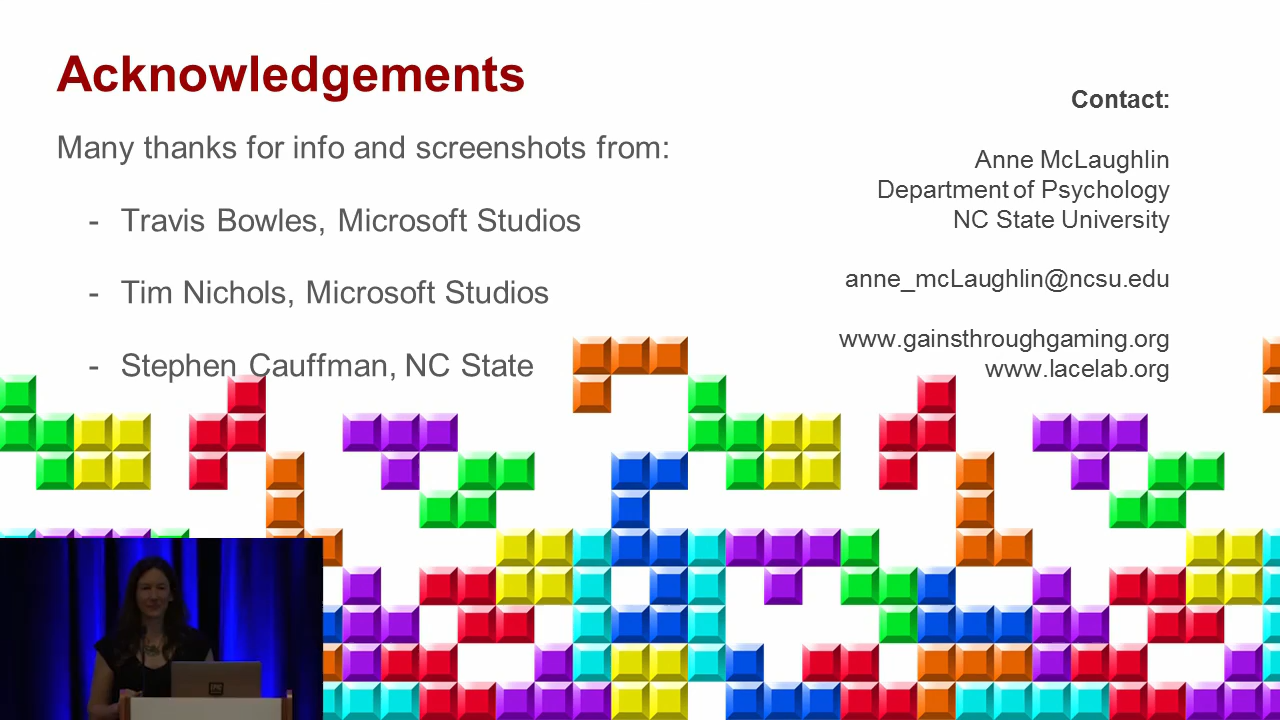 Acknowledgements
Many thanks for info and screenshots from:
- Travis Bowles, Microsoft Studios
- Tim Nichols, Microsoft Studios
- Stephen Cauffman, NC State
Contact:
Anne McLaughlin
Department of Psychology
NC State University
anne_mcLaughlin@ncsu.edu
www.gainsthroughgaming.org
www.lacelab.org